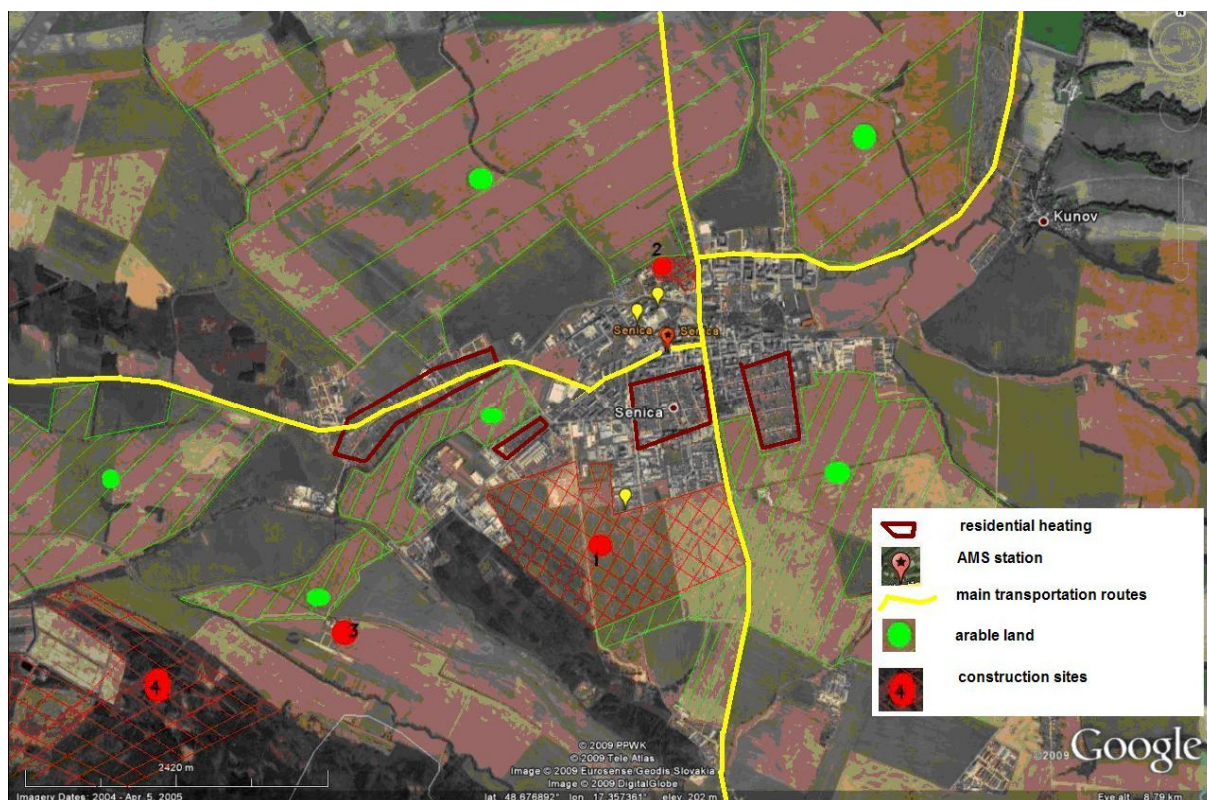 N
Kunov
2
Senica Senica
Senica
1
3
4
residential heating
AMS station
main transportation routes
arable land
4 construction sites
© 2009 PPWK
© 2009 Tele Atlas
Image © 2009 Eurosense/Geodis Slovakia
Image © 2009 DigitalGlobe
©2009 Google
2420 m
Imagery Dates: 2004 - Apr 5, 2005 lat 48.676892° lon 17.357361° elev 202 m Eye alt 8.79 km